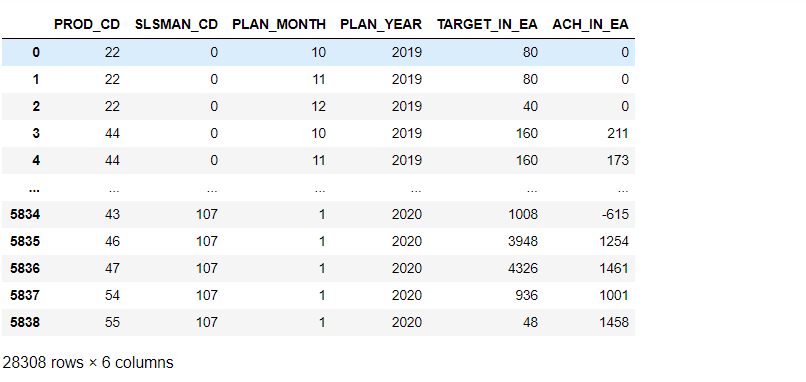 PROD_CD SLSMAN_CD PLAN_MONTH PLAN_YEAR TARGET_IN_EA ACH_IN_EA
0 22 0 10 2019 80 0
1 22 0 11 2019 80 0
2 22 0 12 2019 40 0
3 44 0 10 2019 160 211
4 44 0 11 2019 160 173
... ... ... ... ... ... ...
5834 43 107 1 2020 1008 -615
5835 46 107 1 2020 3948 1254
5836 47 107 1 2020 4326 1461
5837 54 107 1 2020 936 1001
5838 55 107 1 2020 48 1458
28308 rows × 6 columns